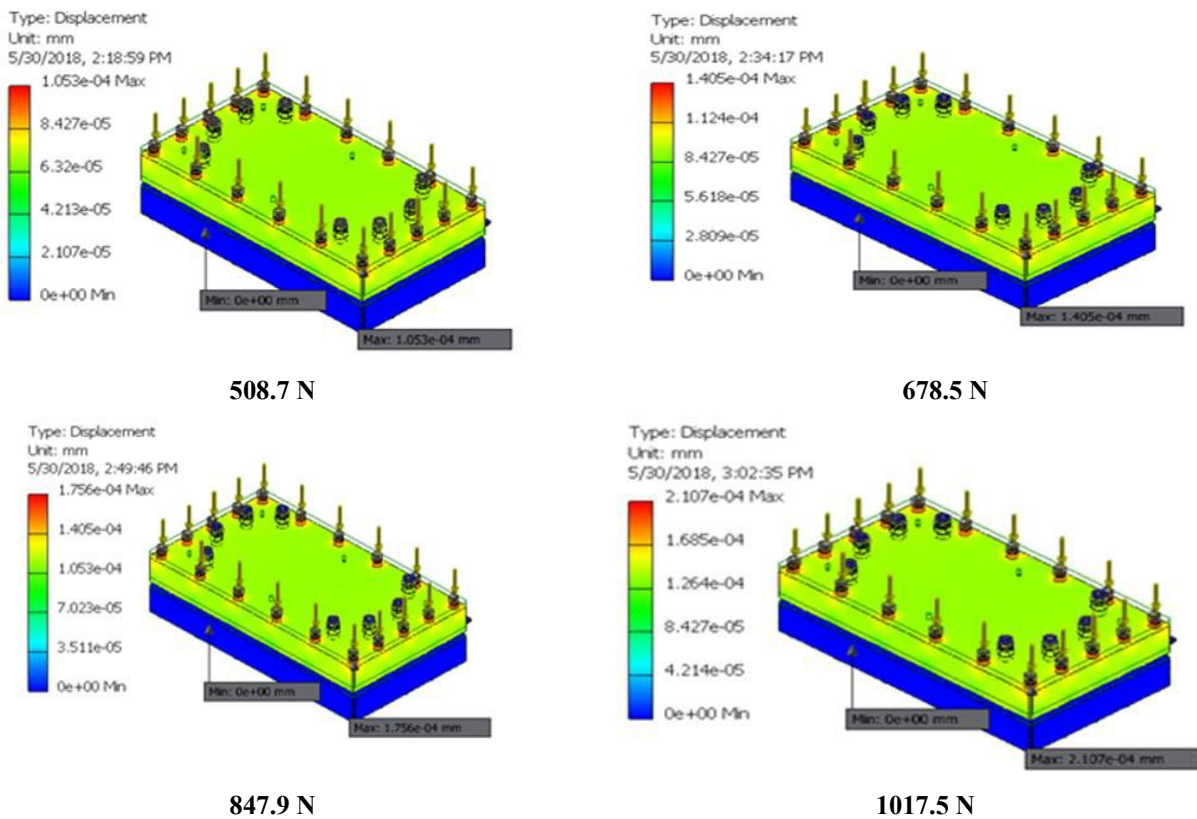 Type: Displacement
Unit: mm
5/30/2018, 2:18:59 PM
1.053e-04 Max
8.427e-05
6.32e-05
4.213e-05
2.107e-05
0e+00 Min
Min: 0e+00 mm
Max: 1.053e-04 mm
508.7 N
Type: Displacement
Unit: mm
5/30/2018, 2:34:17 PM
1.405e-04 Max
1.124e-04
8.427e-05
5.618e-05
2.809e-05
0e+00 Min
Min: 0e+00 mm
Max: 1.405e-04 mm
678.5 N
Type: Displacement
Unit: mm
5/30/2018, 2:49:46 PM
1.756e-04 Max
1.405e-04
1.053e-04
7.023e-05
3.511e-05
0e+00 Min
Min: 0e+00 mm
Max: 1.756e-04 mm
847.9 N
Type: Displacement
Unit: mm
5/30/2018, 3:02:35 PM
2.107e-04 Max
1.685e-04
1.264e-04
8.427e-05
4.214e-05
0e+00 Min
Min: 0e+00 mm
Max: 2.107e-04 mm
1017.5 N